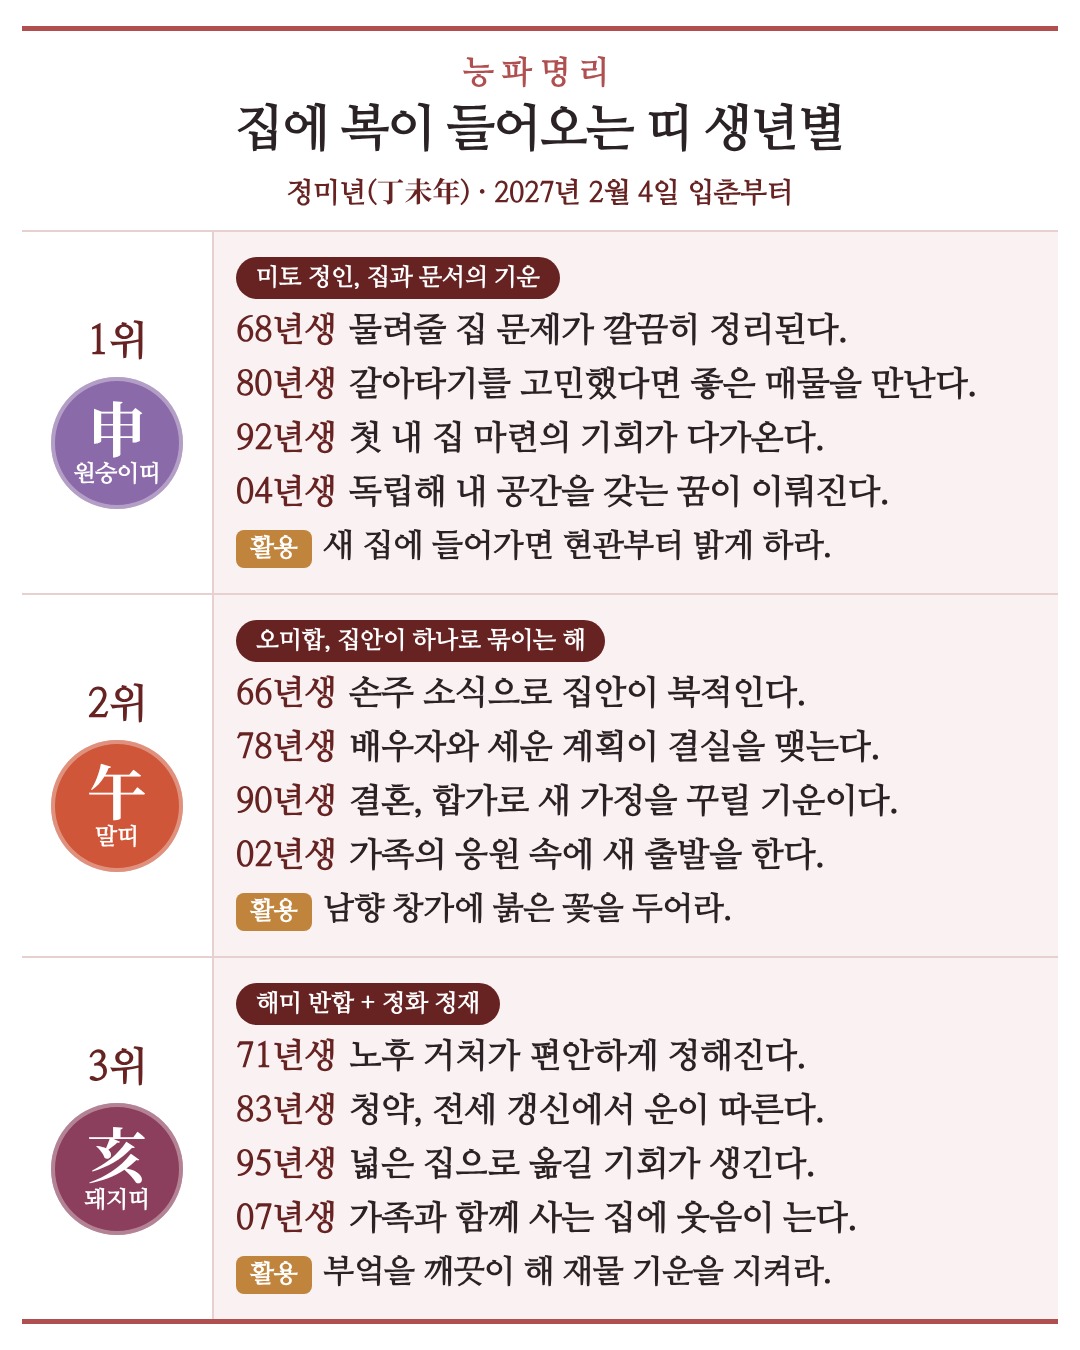 능파명리
집에 복이 들어오는 띠 생년별
정미년(丁未年) · 2027년 2월 4일 입춘부터
1위
申
원숭이띠
미토 정인, 집과 문서의 기운
68년생 물려줄 집 문제가 깔끔히 정리된다.
80년생 갈아타기를 고민했다면 좋은 매물을 만난다.
92년생 첫 내 집 마련의 기회가 다가온다.
04년생 독립해 내 공간을 갖는 꿈이 이뤄진다.
활용 새 집에 들어가면 현관부터 밝게 하라.
2위
午
말띠
오미합, 집안이 하나로 묶이는 해
66년생 손주 소식으로 집안이 북적인다.
78년생 배우자와 세운 계획이 결실을 맺는다.
90년생 결혼, 합가로 새 가정을 꾸릴 기운이다.
02년생 가족의 응원 속에 새 출발을 한다.
활용 남향 창가에 붉은 꽃을 두어라.
3위
亥
돼지띠
해미 반합 + 정화 정재
71년생 노후 거처가 편안하게 정해진다.
83년생 청약, 전세 갱신에서 운이 따른다.
95년생 넓은 집으로 옮길 기회가 생긴다.
07년생 가족과 함께 사는 집에 웃음이 는다.
활용 부엌을 깨끗이 해 재물 기운을 지켜라.